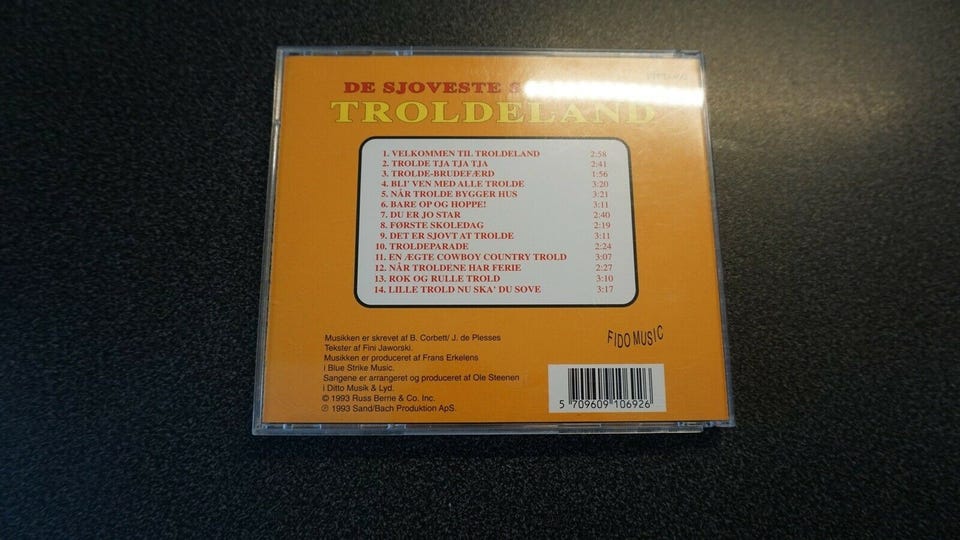 DE SJOVESTE
TROLDELAND
1. VELKOMMEN TIL TROLDELAND 2:58
2. TROLDE TJA TJA TJA 2:41
3. TROLDE-BRUDEFÆRD 1:56
4. BLI' VEN MED ALLE TROLDE 3:20
5. NÅR TROLDE BYGGER HUS 3:21
6. BARE OP OG HOPPE! 3:11
7. DU ER JO STAR 2:40
8. FØRSTE SKOLEDAG 2:19
9. DET ER SJOVT AT TROLDE 3:11
10. TROLDEPARADE 2:24
11. EN ÆGTE COWBOY COUNTRY TROLD 3:07
12. NÅR TROLDENE HAR FERIE 2:27
13. ROK OG RULLE TROLD 3:10
14. LILLE TROLD NU SKA' DU SOVE 3:17
Musikken er skrevet af B. Corbett/ J. de Plesses
Tekster af Fini Jaworski.
Musikken er produceret af Frans Erkelens
i Blue Strike Music.
Sangene er arrangeret og produceret af Ole Steenen
i Ditto Musik & Lyd.
© 1993 Russ Berrie & Co. Inc.
℗ 1993 Sand/Bach Produktion ApS.
FIDO MUSIC
5 709609 106926